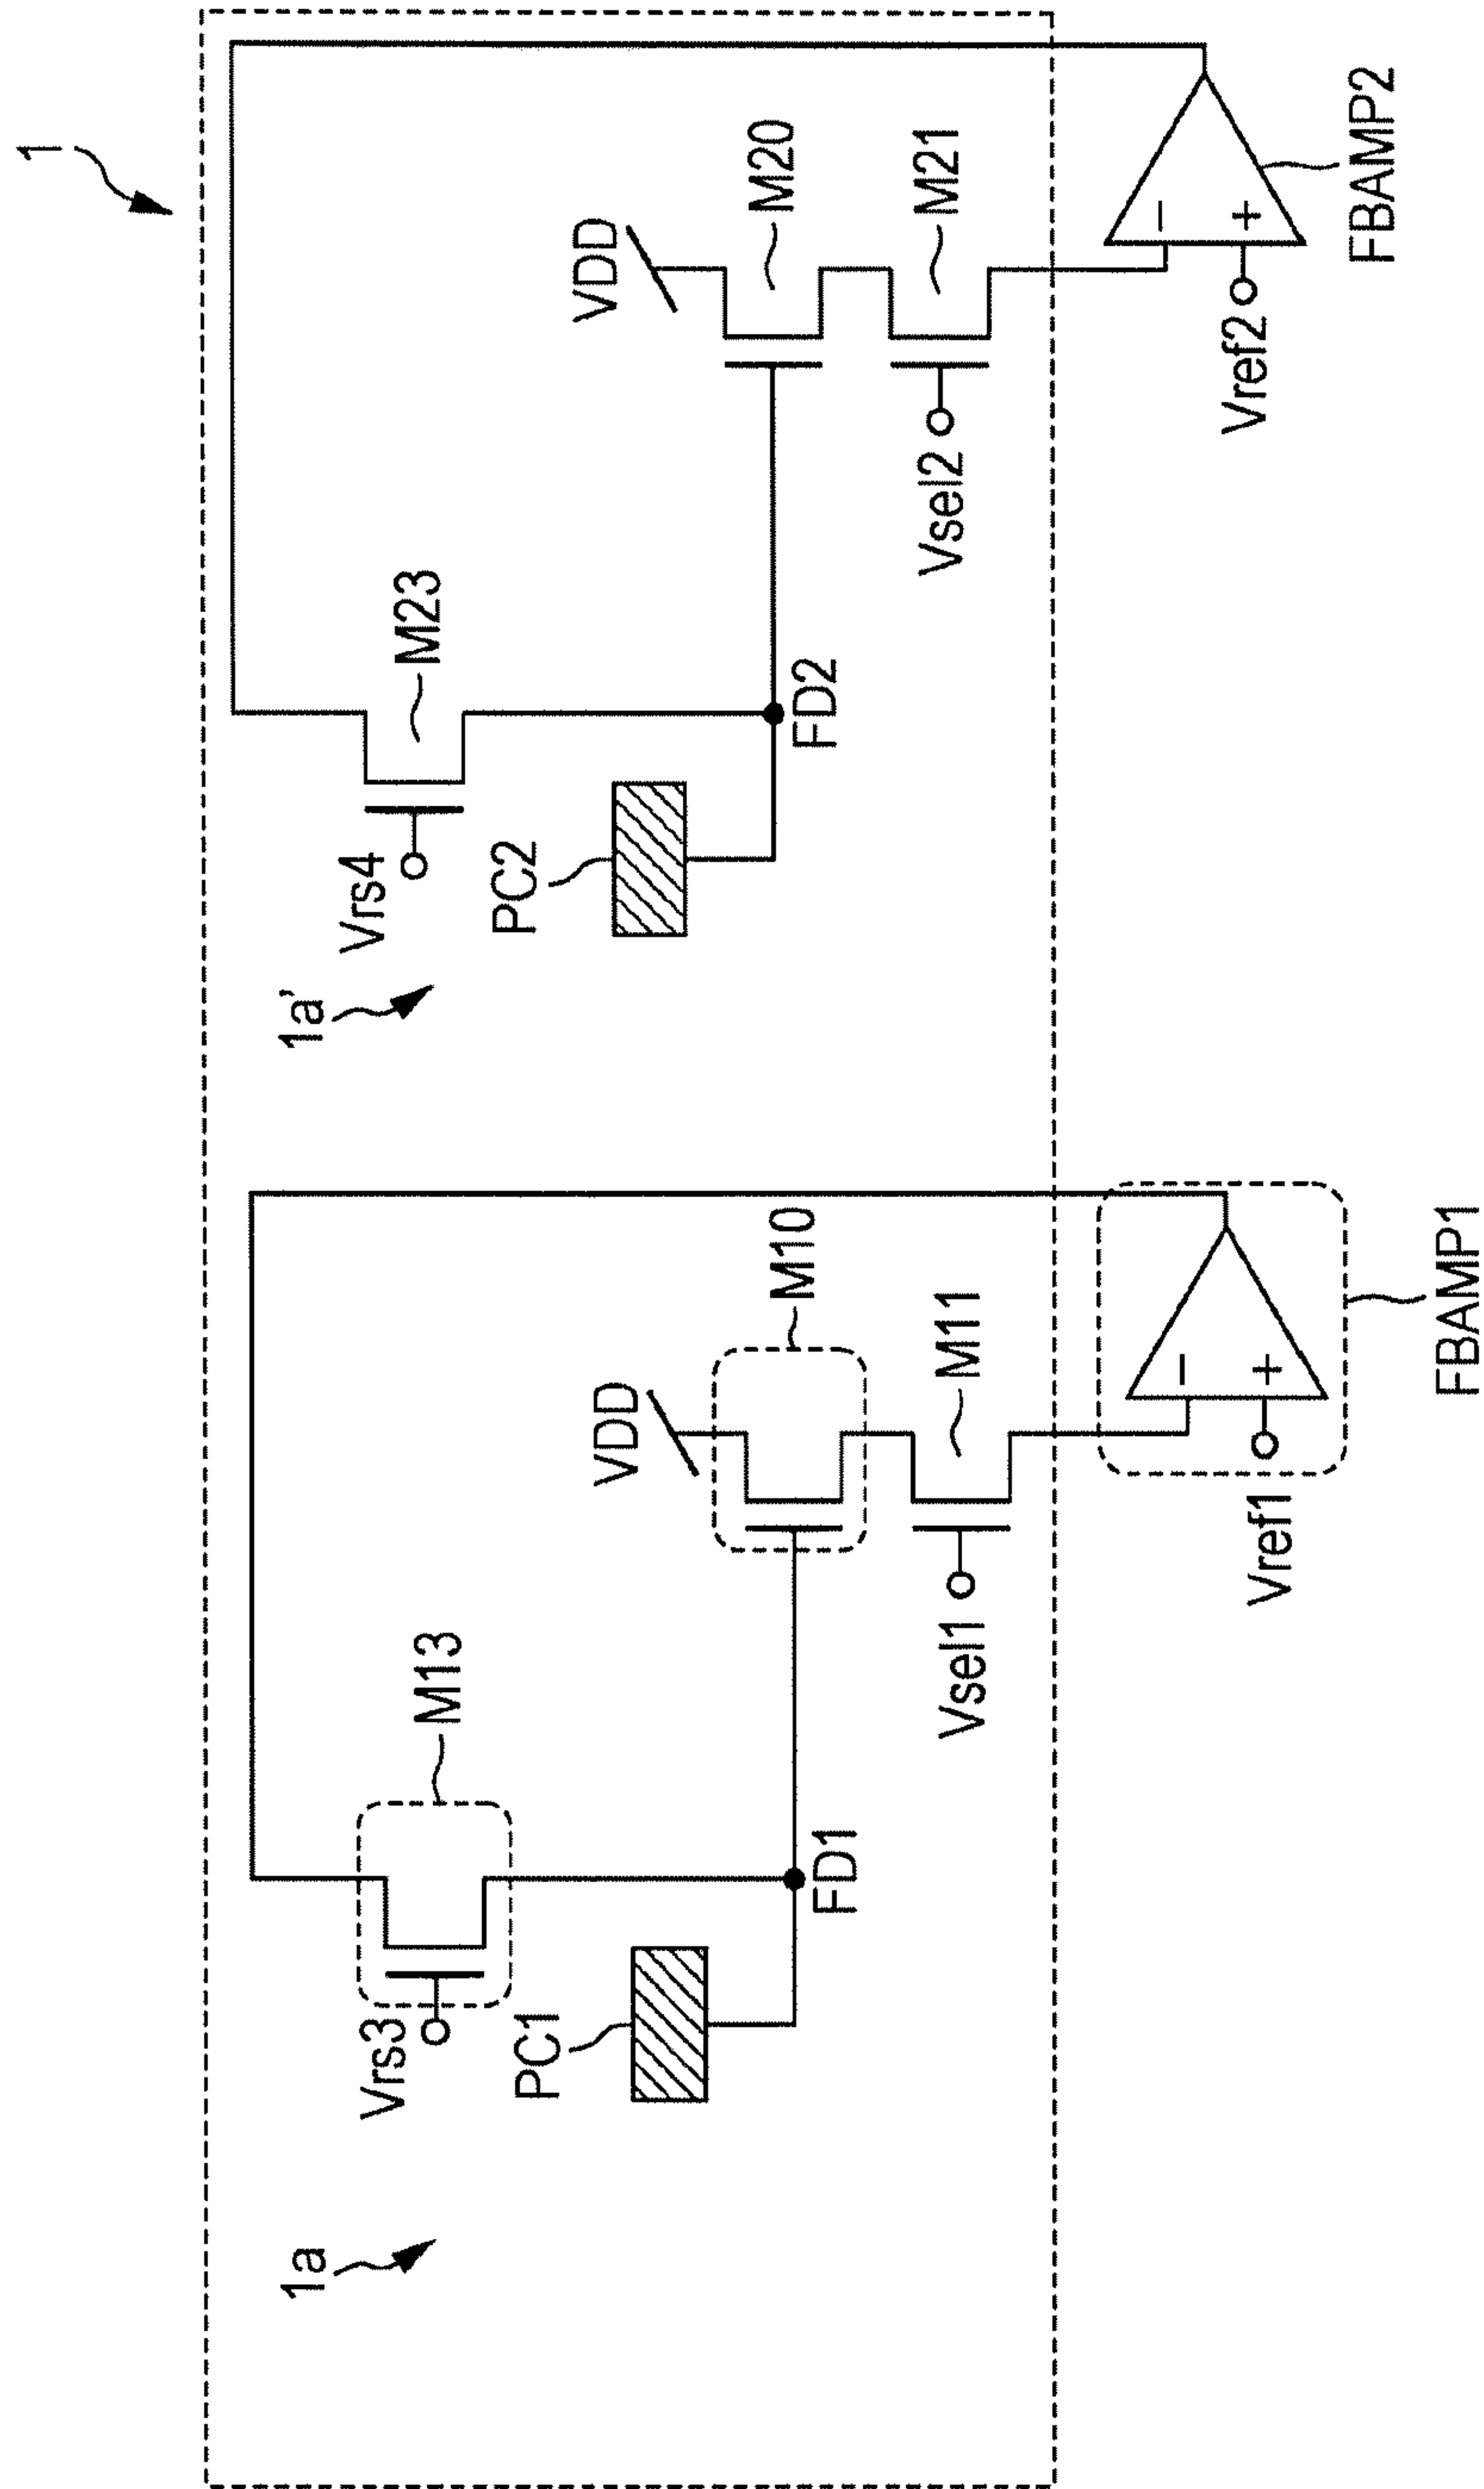 1
1a
Vrs3
M13
PC1
FD1
VDD
M10
M11
Vsel1
Vref1
−
+
FBAMP1
1a'
Vrs4
M23
PC2
FD2
VDD
M20
M21
Vsel2
Vref2
−
+
FBAMP2